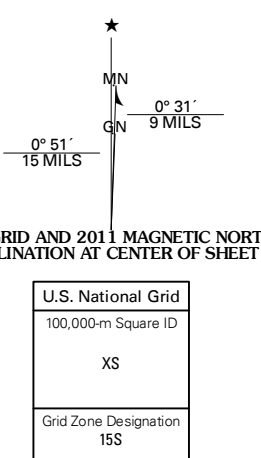 ★
MN
0° 31´
9 MILS
GN
0° 51´
15 MILS
GRID AND 2011 MAGNETIC NORT
LINATION AT CENTER OF SHEET
U.S. National Grid
100,000-m Square ID
XS
Grid Zone Designation
15S